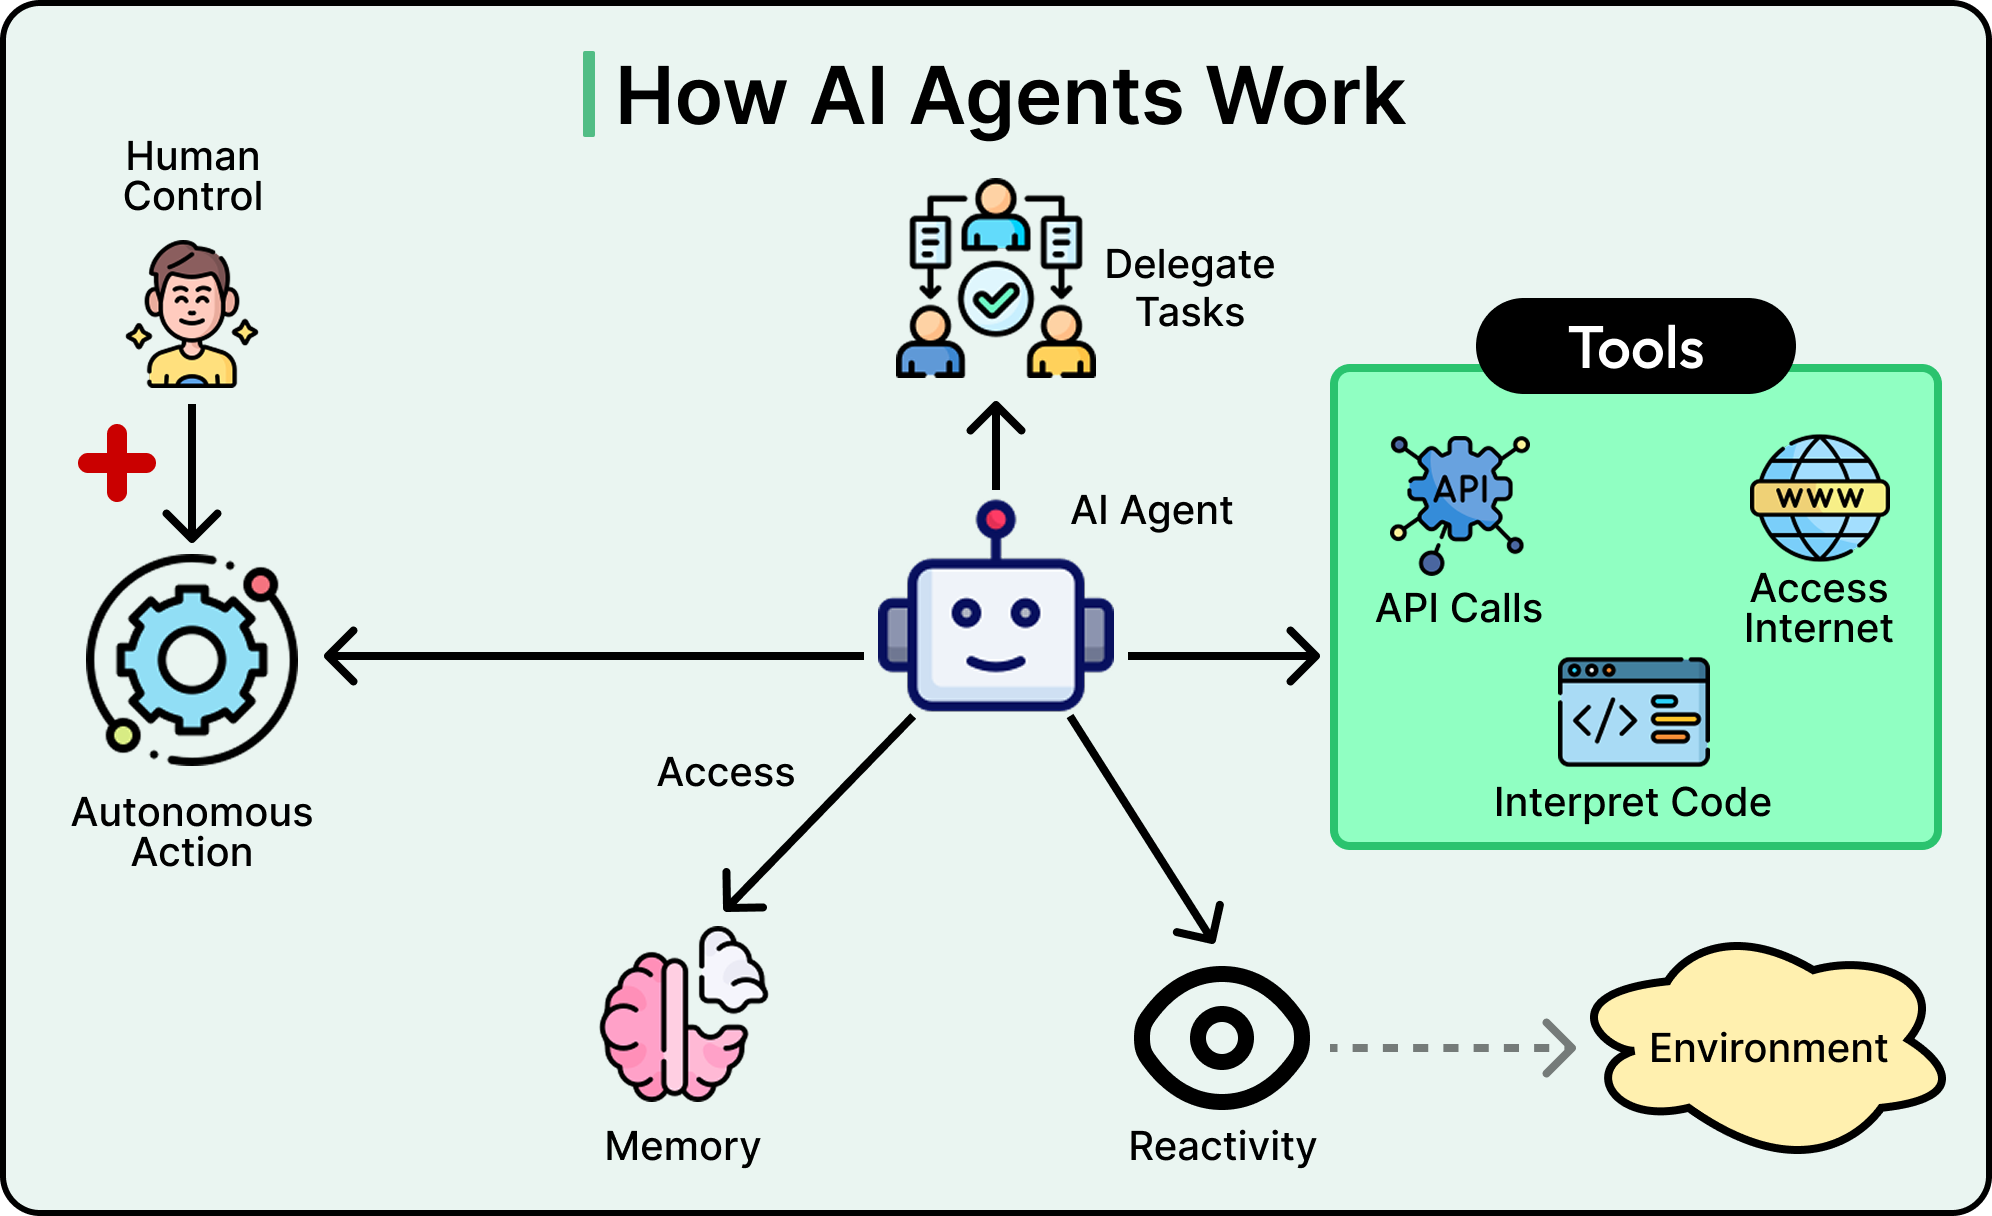 How AI Agents Work
Human
Control
Delegate
Tasks
Tools
AI Agent
API
WWW
API Calls
Access
Internet
</>
Interpret Code
Access
Autonomous
Action
Memory
Reactivity
Environment